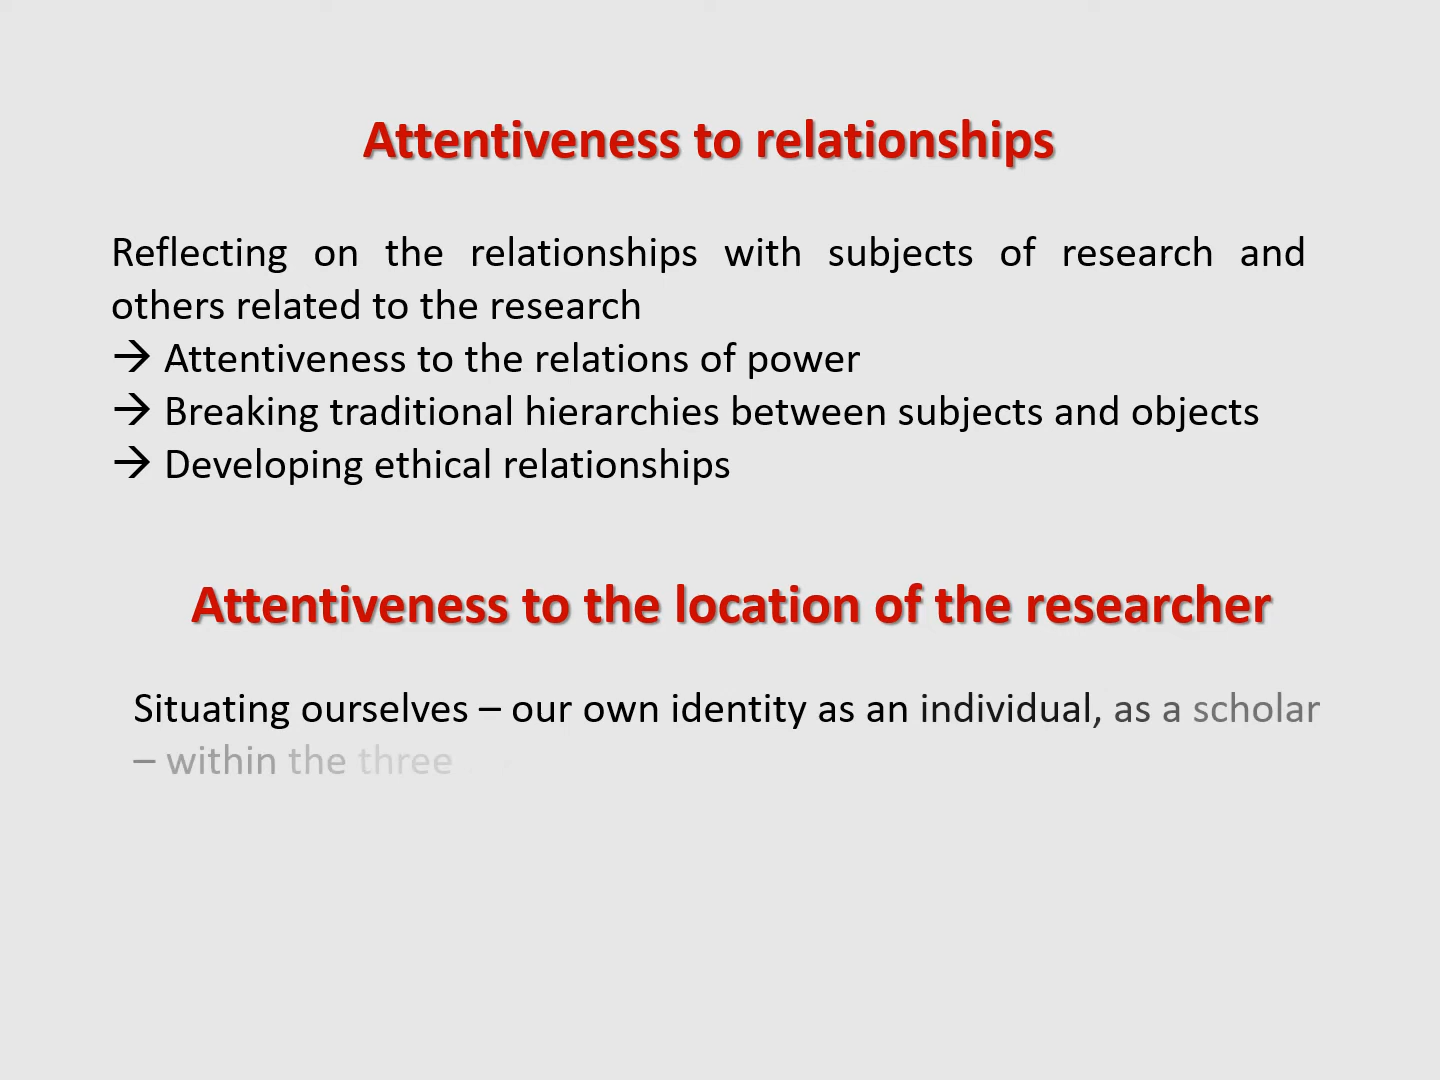 Attentiveness to relationships
Reflecting on the relationships with subjects of research and
others related to the research
→ Attentiveness to the relations of power
→ Breaking traditional hierarchies between subjects and objects
→ Developing ethical relationships
Attentiveness to the location of the researcher
Situating ourselves – our own identity as an individual, as a scholar
– within the three